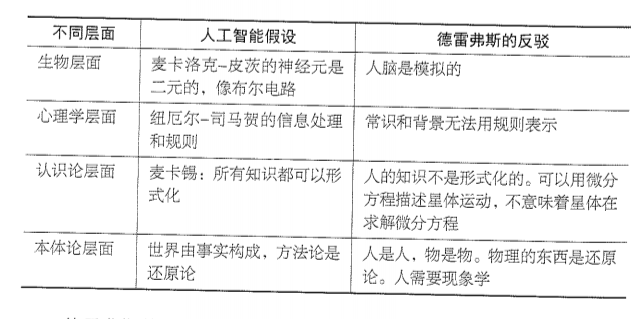 不同层面 人工智能假设 德雷弗斯的反驳
生物层面 麦卡洛克-皮茨的神经元是 人脑是模拟的
二元的，像布尔电路
心理学层面 纽厄尔-司马贺的信息处理 常识和背景无法用规则表示
和规则
认识论层面 麦卡锡：所有知识都可以形 人的知识不是形式化的。可以用微分
式化 方程描述星体运动，不意味着星体在
求解微分方程
本体论层面 世界由事实构成，方法论是 人是人，物是物。物理的东西是还原
还原论 论。人需要现象学